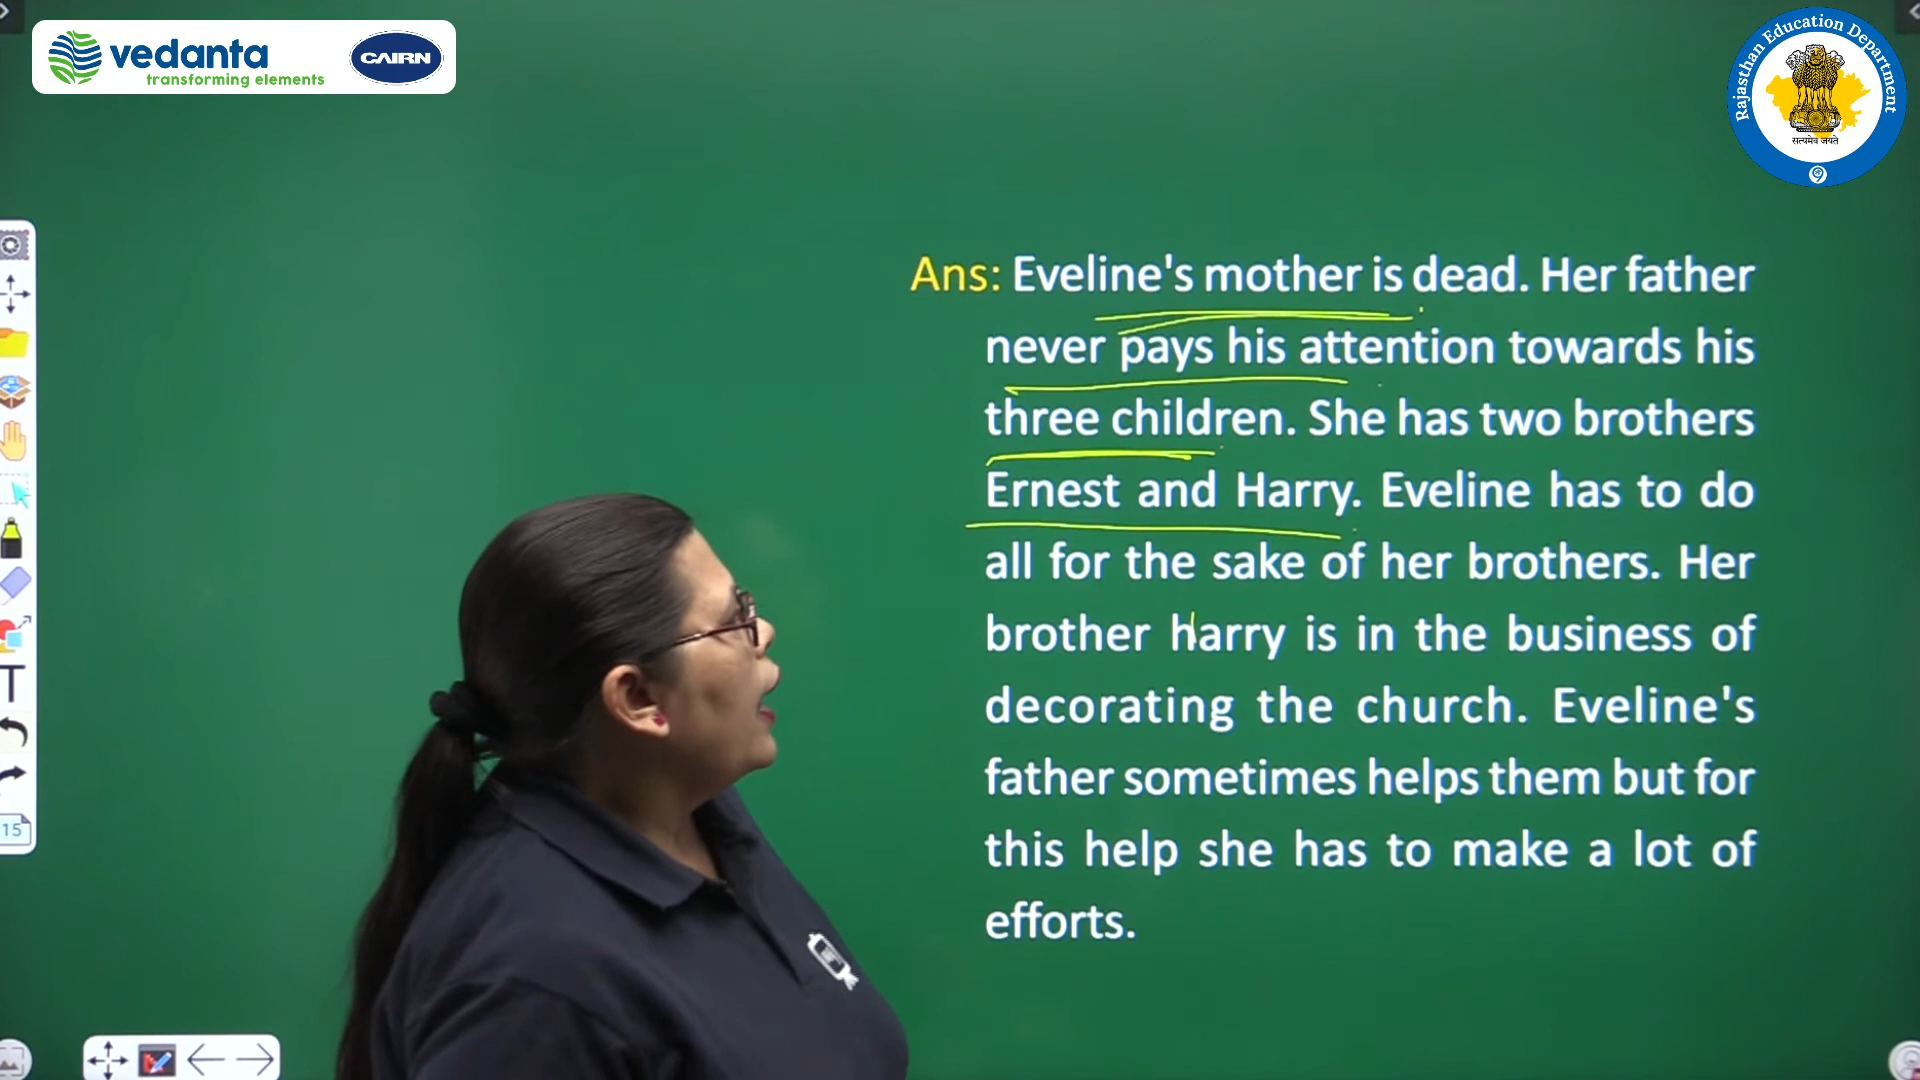 vedanta
transforming elements
CAIRN
Rajasthan Education Department
सत्यमेव जयते
Ans: Eveline's mother is dead. Her father
never pays his attention towards his
three children. She has two brothers
Ernest and Harry. Eveline has to do
all for the sake of her brothers. Her
brother harry is in the business of
decorating the church. Eveline's
father sometimes helps them but for
this help she has to make a lot of
efforts.
T
15